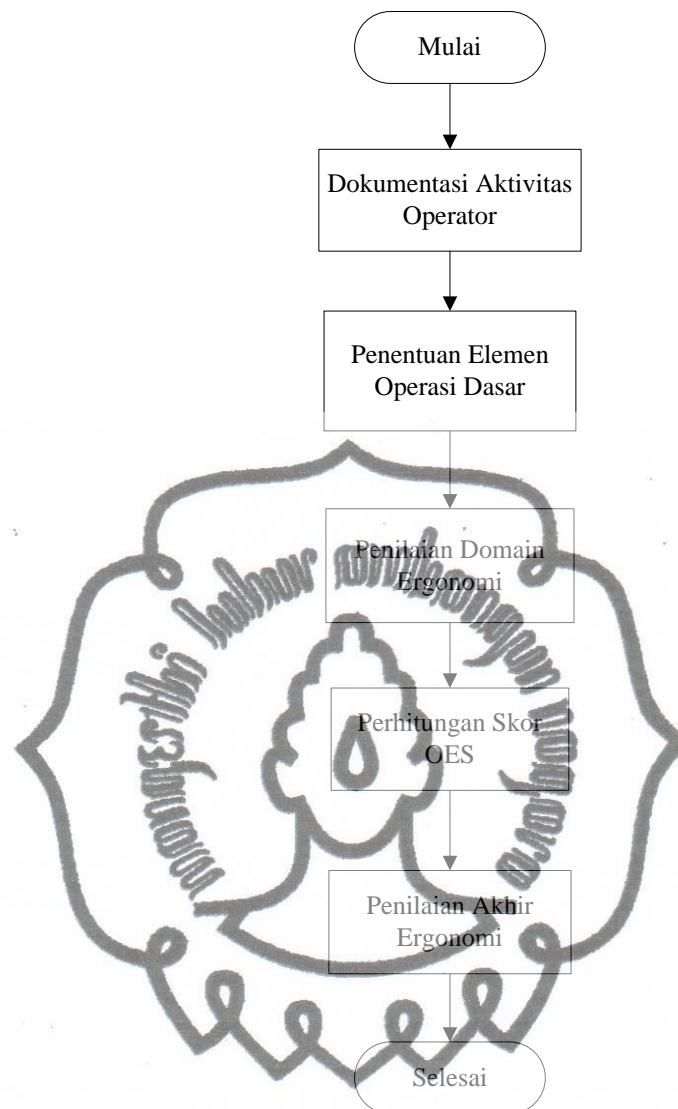 Mulai
Dokumentasi Aktivitas
Operator
Penentuan Elemen
Operasi Dasar
Penilaian Domain
Ergonomi
Perhitungan Skor
OES
Penilaian Akhir
Ergonomi
Selesai